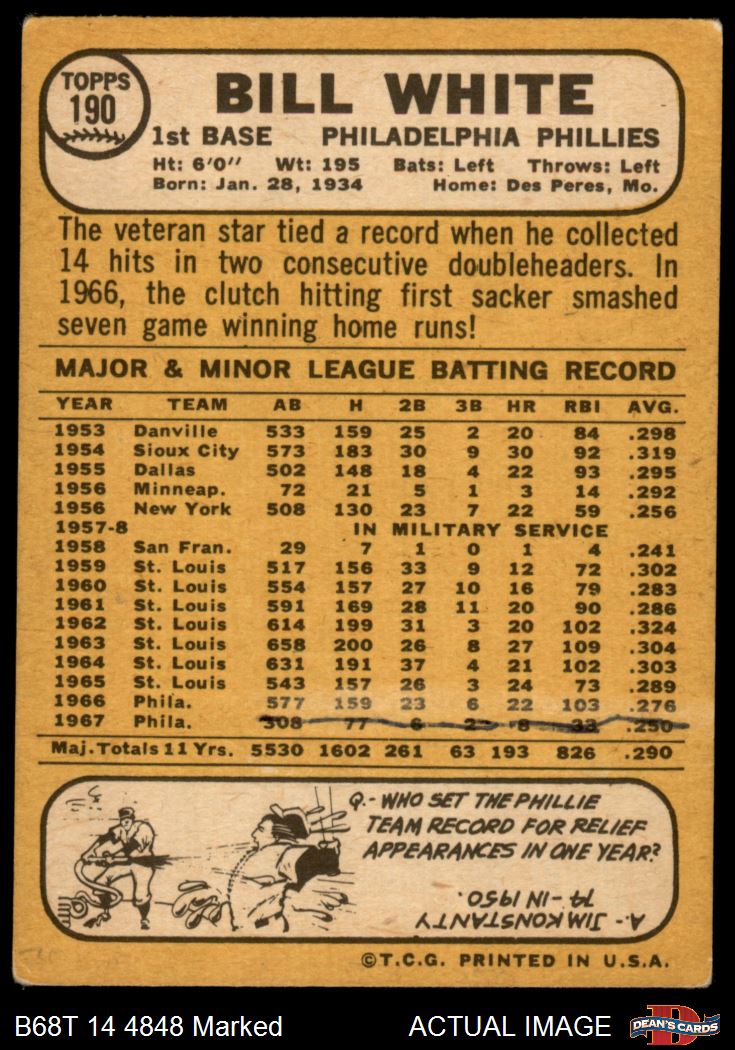 TOPPS
190
BILL WHITE
1st BASE PHILADELPHIA PHILLIES
Ht: 6'0" Wt: 195 Bats: Left Throws: Left
Born: Jan. 28, 1934 Home: Des Peres, Mo.
The veteran star tied a record when he collected
14 hits in two consecutive doubleheaders. In
1966, the clutch hitting first sacker smashed
seven game winning home runs!
MAJOR & MINOR LEAGUE BATTING RECORD
YEAR TEAM AB H 2B 3B HR RBI AVG.
1953 Danville 533 159 25 2 20 84 .298
1954 Sioux City 573 183 30 9 30 92 .319
1955 Dallas 502 148 18 4 22 93 .295
1956 Minneap. 72 21 5 1 3 14 .292
1956 New York 508 130 23 7 22 59 .256
1957-8 IN MILITARY SERVICE
1958 San Fran. 29 7 1 0 1 4 .241
1959 St. Louis 517 156 33 9 12 72 .302
1960 St. Louis 554 157 27 10 16 79 .283
1961 St. Louis 591 169 28 11 20 90 .286
1962 St. Louis 614 199 31 3 20 102 .324
1963 St. Louis 658 200 26 8 27 109 .304
1964 St. Louis 631 191 37 4 21 102 .303
1965 St. Louis 543 157 26 3 24 73 .289
1966 Phila. 577 159 23 6 22 103 .276
1967 Phila. 308 77 6 2 8 33 .250
Maj. Totals 11 Yrs. 5530 1602 261 63 193 826 .290
Q.- WHO SET THE PHILLIE
TEAM RECORD FOR RELIEF
APPEARANCES IN ONE YEAR?
A.- JIM KONSTANTY
74- IN 1950.
©T.C.G. PRINTED IN U.S.A.
B68T 14 4848 Marked ACTUAL IMAGE
D
DEAN'S CARDS